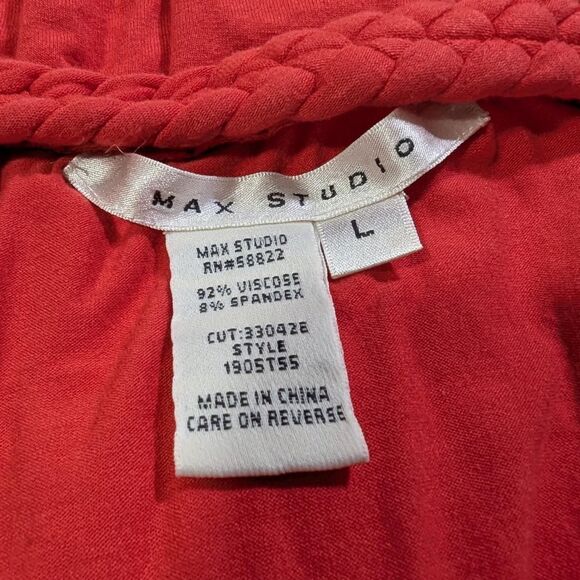 MAX STUDIO
L
MAX STUDIO
RN#58822
92% VISCOSE
8% SPANDEX
CUT:33042E
STYLE
1905T55
MADE IN CHINA
CARE ON REVERSE